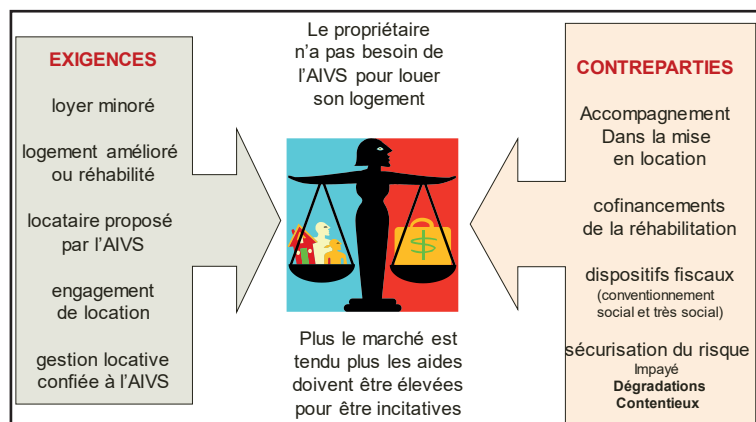 EXIGENCES
loyer minoré
logement amélioré
ou réhabilité
locataire proposé
par l'AIVS
engagement
de location
gestion locative
confiée à l'AIVS
Le propriétaire
n'a pas besoin de
l'AIVS pour louer
son logement
Plus le marché est
tendu plus les aides
doivent être élevées
pour être incitatives
CONTREPARTIES
Accompagnement
Dans la mise
en location
cofinancements
de la réhabilitation
dispositifs fiscaux
(conventionnement
social et très social)
sécurisation du risque
Impayé
Dégradations
Contentieux